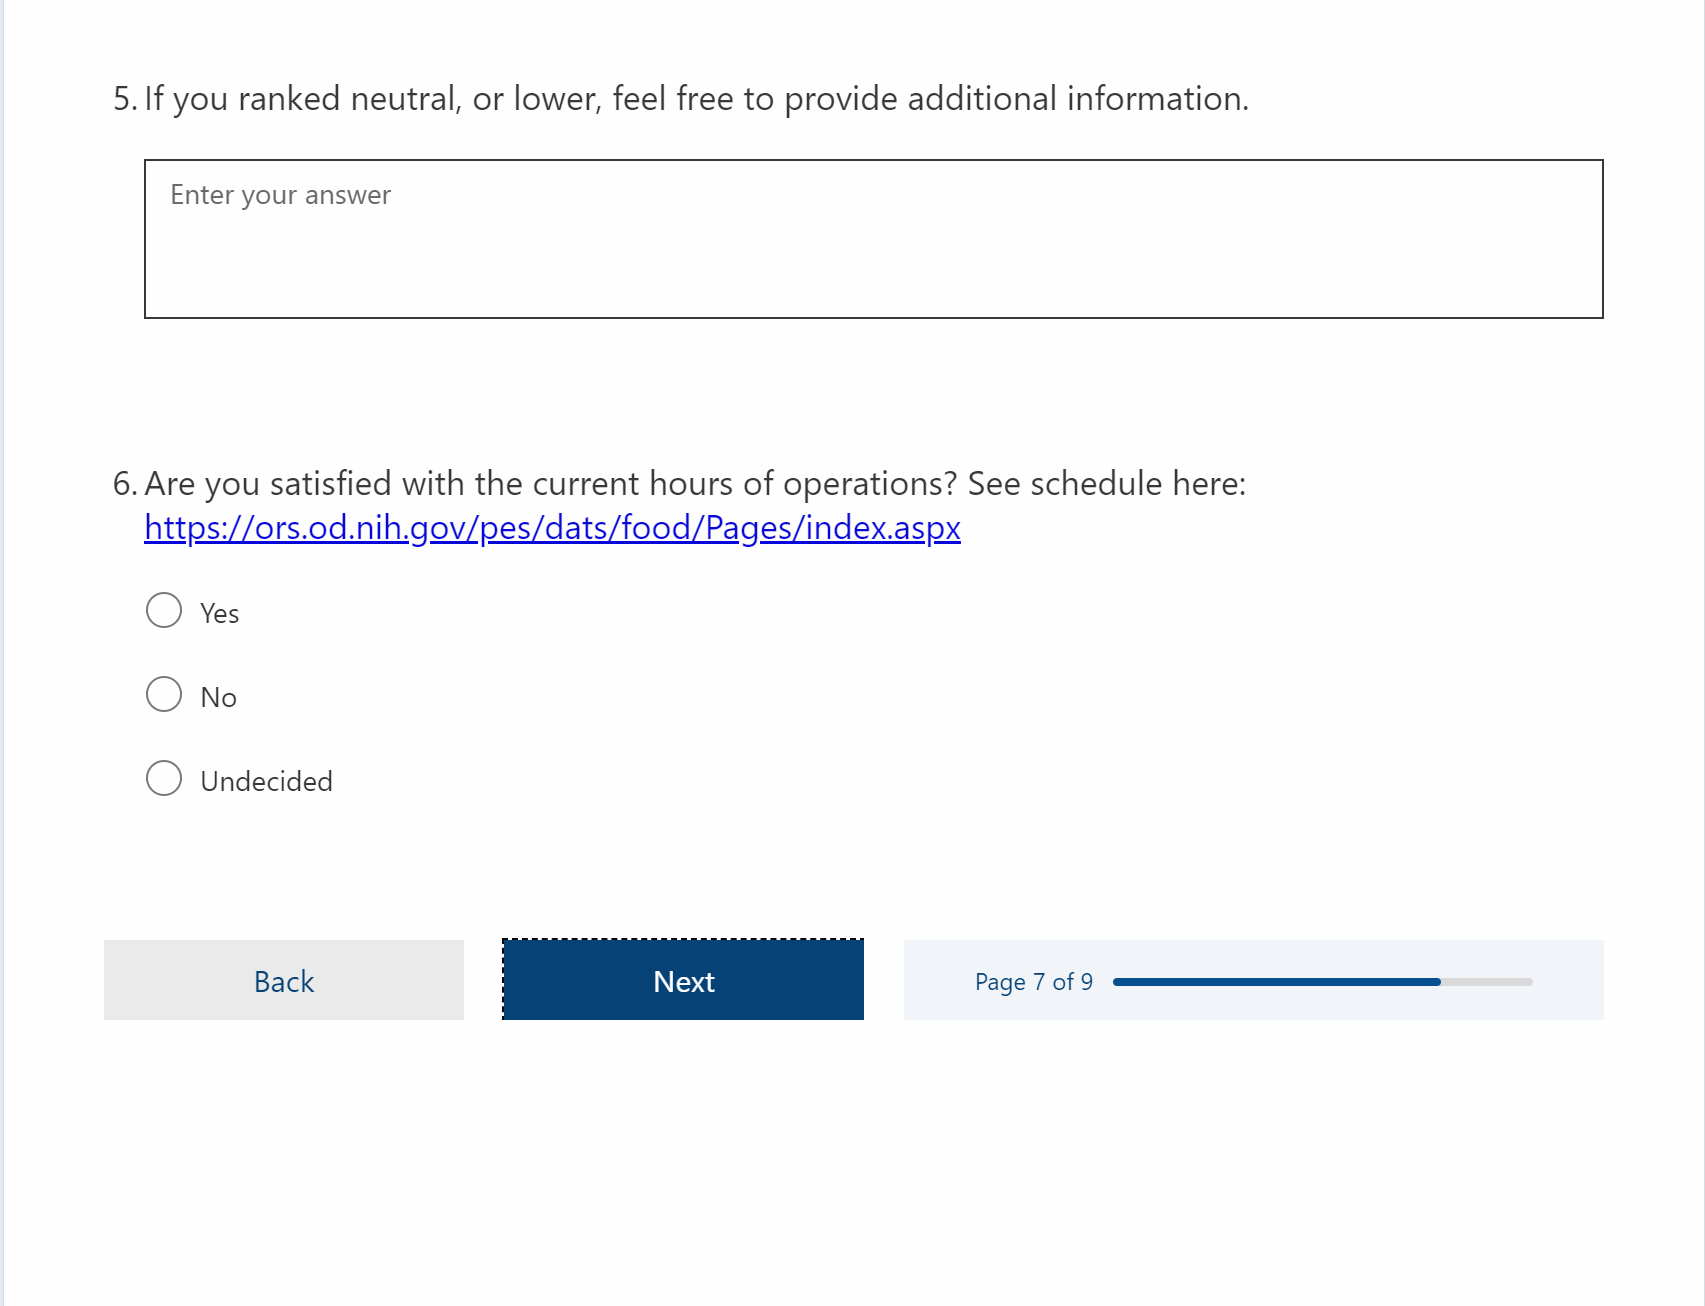 5. If you ranked neutral, or lower, feel free to provide additional information.
Enter your answer
6. Are you satisfied with the current hours of operations? See schedule here:
https://ors.od.nih.gov/pes/dats/food/Pages/index.aspx
Yes
No
Undecided
Back
Next
Page 7 of 9